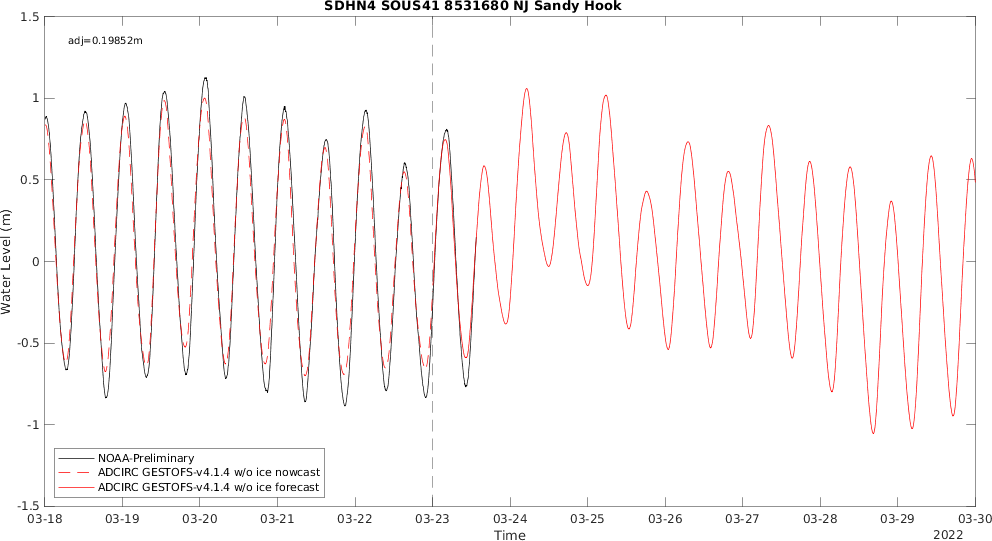 SDHN4 SOUS41 8531680 NJ Sandy Hook
1.5
adj=0.19852m
1
0.5
0
-0.5
-1
-1.5
Water Level (m)
NOAA-Preliminary
ADCIRC GESTOFS-v4.1.4 w/o ice nowcast
ADCIRC GESTOFS-v4.1.4 w/o ice forecast
03-18 03-19 03-20 03-21 03-22 03-23 03-24 03-25 03-26 03-27 03-28 03-29 03-30
Time
2022